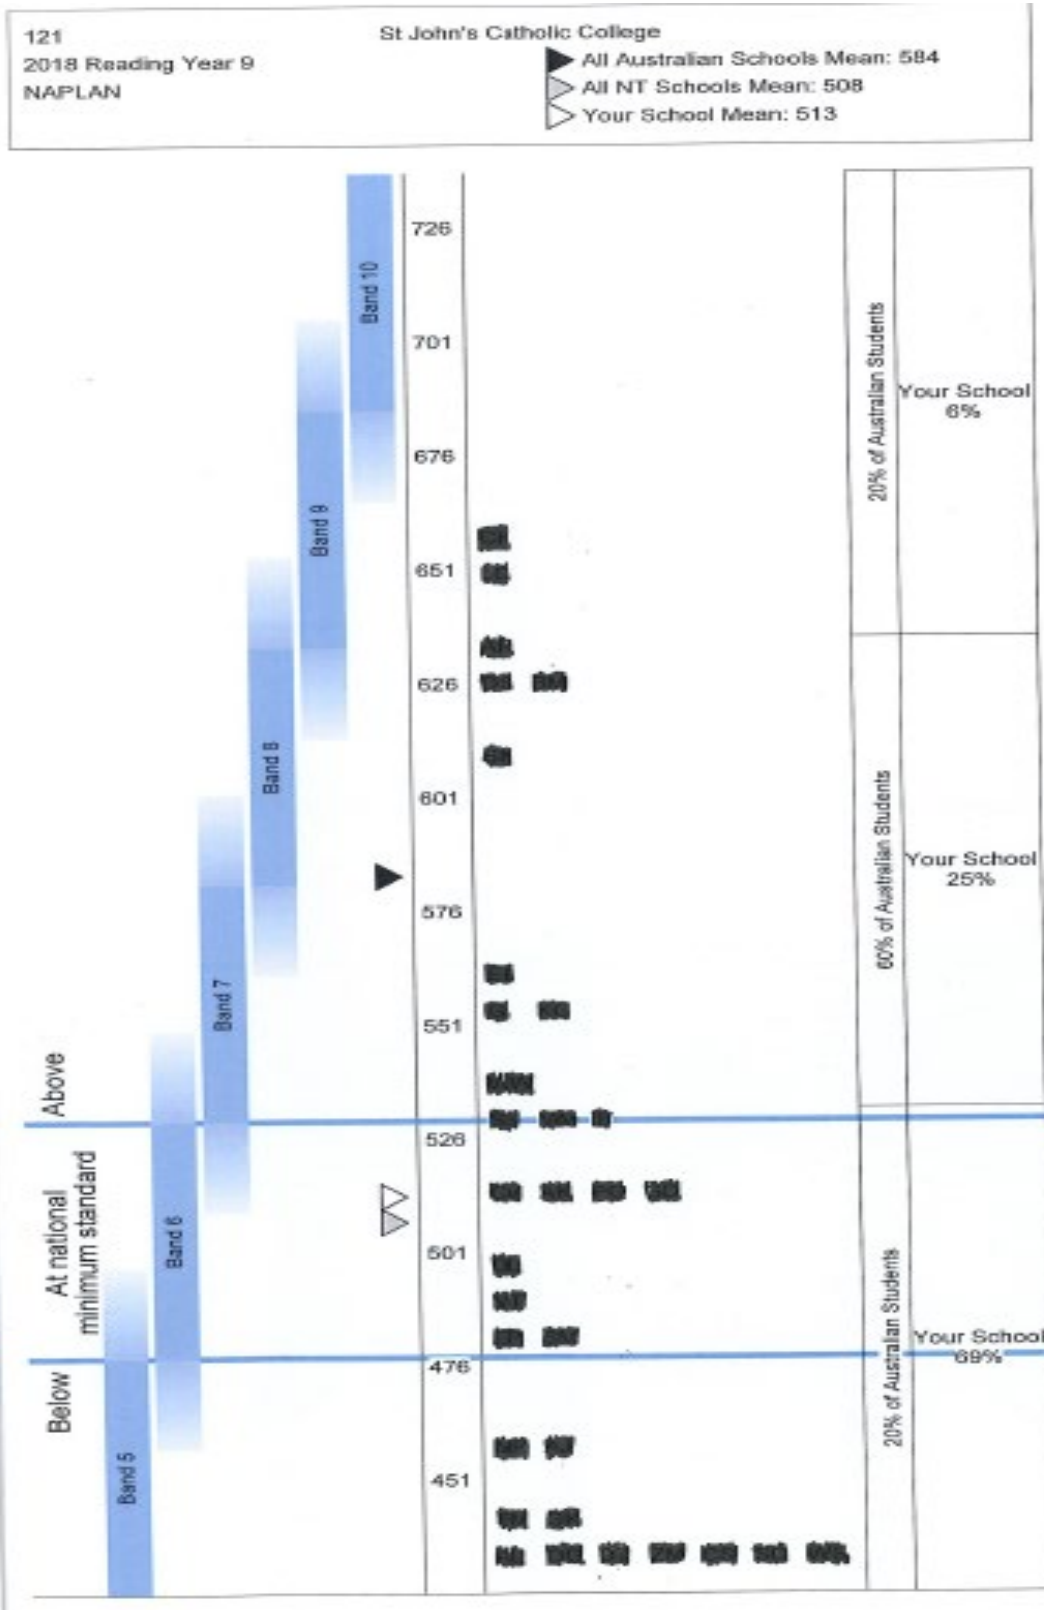 121
2018 Reading Year 9
NAPLAN
St John's Catholic College
All Australian Schools Mean: 584
All NT Schools Mean: 508
Your School Mean: 513
Band 10
Band 9
Band 8
Band 7
Band 6
Band 5
Above
At national
minimum standard
Below
726
701
676
651
626
601
576
551
526
501
476
451
20% of Australian Students
Your School
6%
60% of Australian Students
Your School
25%
20% of Australian Students
Your School
69%